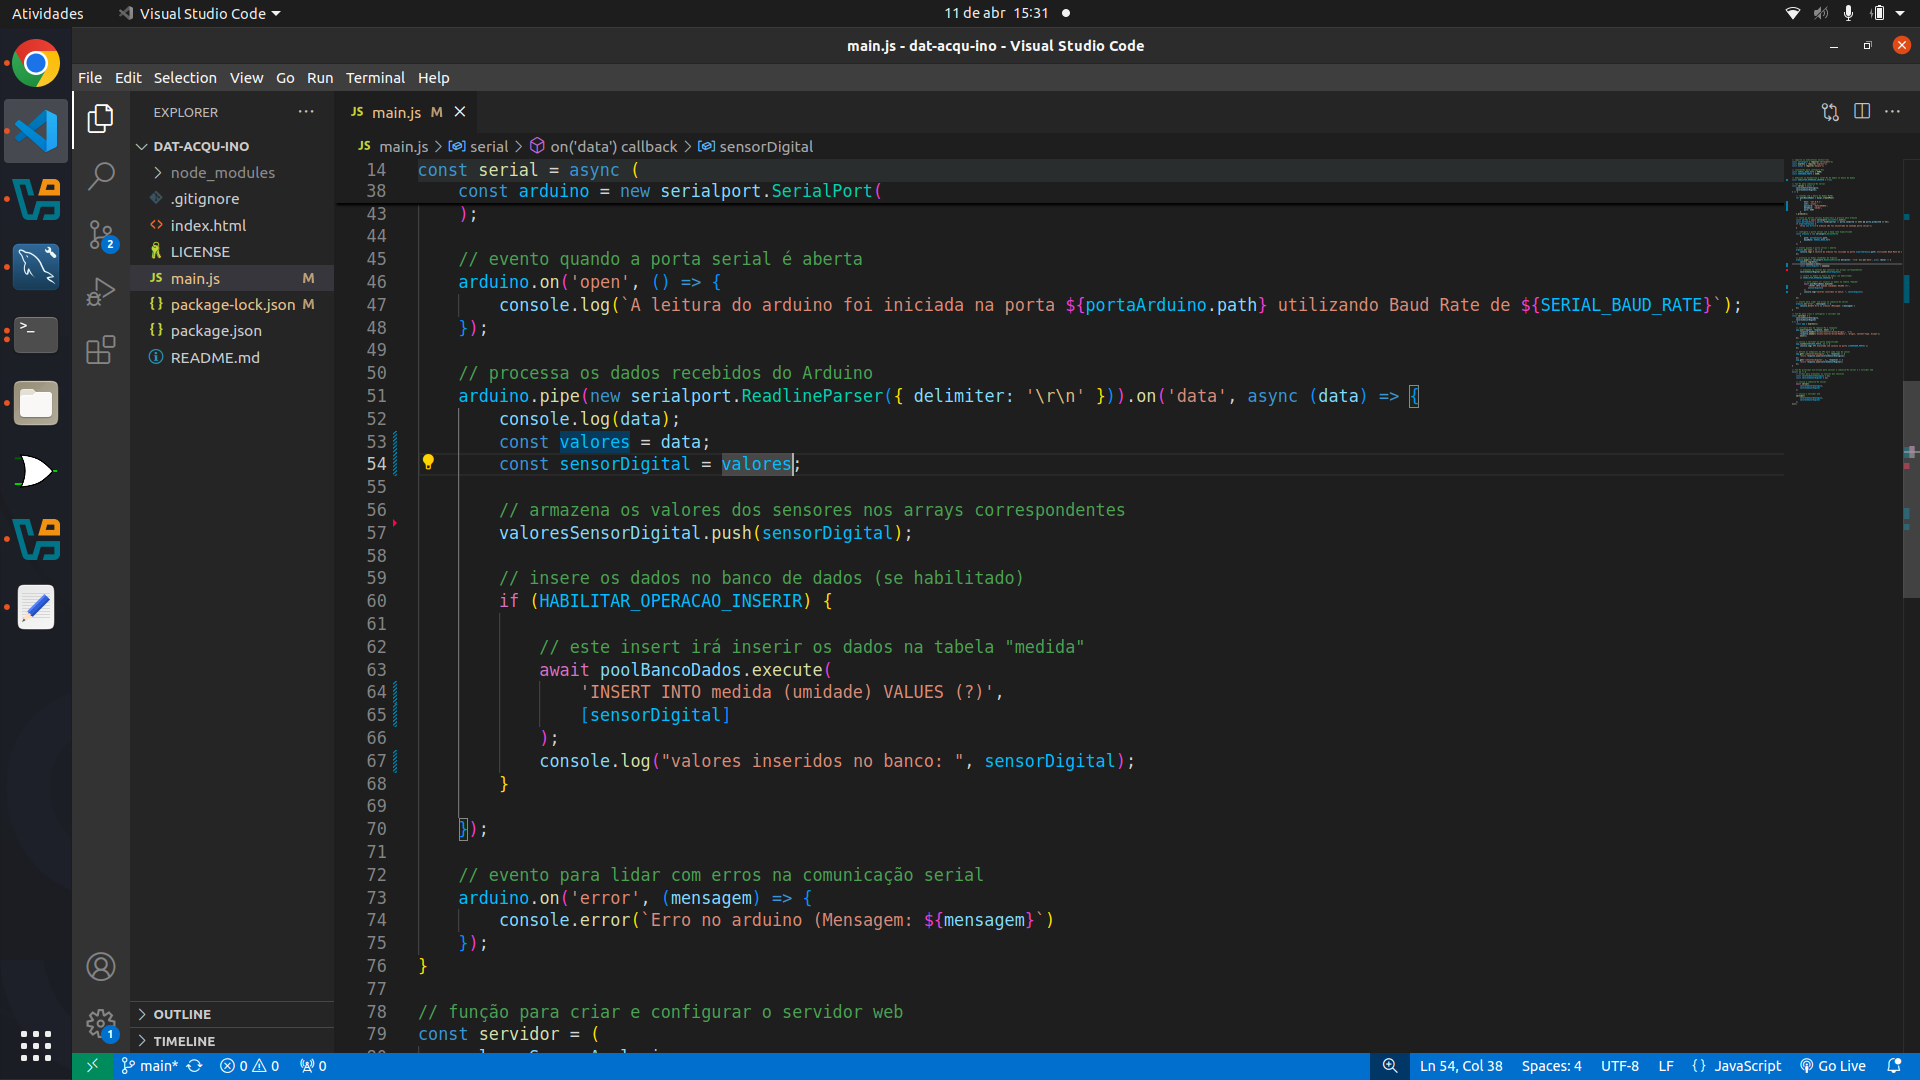 Atividades
Visual Studio Code
11 de abr 15:31
main.js - dat-acqu-ino - Visual Studio Code
File Edit Selection View Go Run Terminal Help
EXPLORER
DAT-ACQU-INO
node_modules
.gitignore
index.html
LICENSE
main.js M
package-lock.json M
package.json
README.md
OUTLINE
TIMELINE
2
1
JS main.js M
JS main.js > serial > on('data') callback > sensorDigital
14 const serial = async (
38 const arduino = new serialport.SerialPort(
43 );
44
45 // evento quando a porta serial é aberta
46 arduino.on('open', () => {
47 console.log(`A leitura do arduino foi iniciada na porta ${portaArduino.path} utilizando Baud Rate de ${SERIAL_BAUD_RATE}`);
48 });
49
50 // processa os dados recebidos do Arduino
51 arduino.pipe(new serialport.ReadlineParser({ delimiter: '\r\n' })).on('data', async (data) => {
52 console.log(data);
53 const valores = data;
54 const sensorDigital = valores;
55
56 // armazena os valores dos sensores nos arrays correspondentes
57 valoresSensorDigital.push(sensorDigital);
58
59 // insere os dados no banco de dados (se habilitado)
60 if (HABILITAR_OPERACAO_INSERIR) {
61
62 // este insert irá inserir os dados na tabela "medida"
63 await poolBancoDados.execute(
64 'INSERT INTO medida (umidade) VALUES (?)',
65 [sensorDigital]
66 );
67 console.log("valores inseridos no banco: ", sensorDigital);
68 }
69
70 });
71
72 // evento para lidar com erros na comunicação serial
73 arduino.on('error', (mensagem) => {
74 console.error(`Erro no arduino (Mensagem: ${mensagem}`)
75 });
76 }
77
78 // função para criar e configurar o servidor web
79 const servidor = (
main* 0 0 0
Ln 54, Col 38 Spaces: 4 UTF-8 LF {} JavaScript Go Live